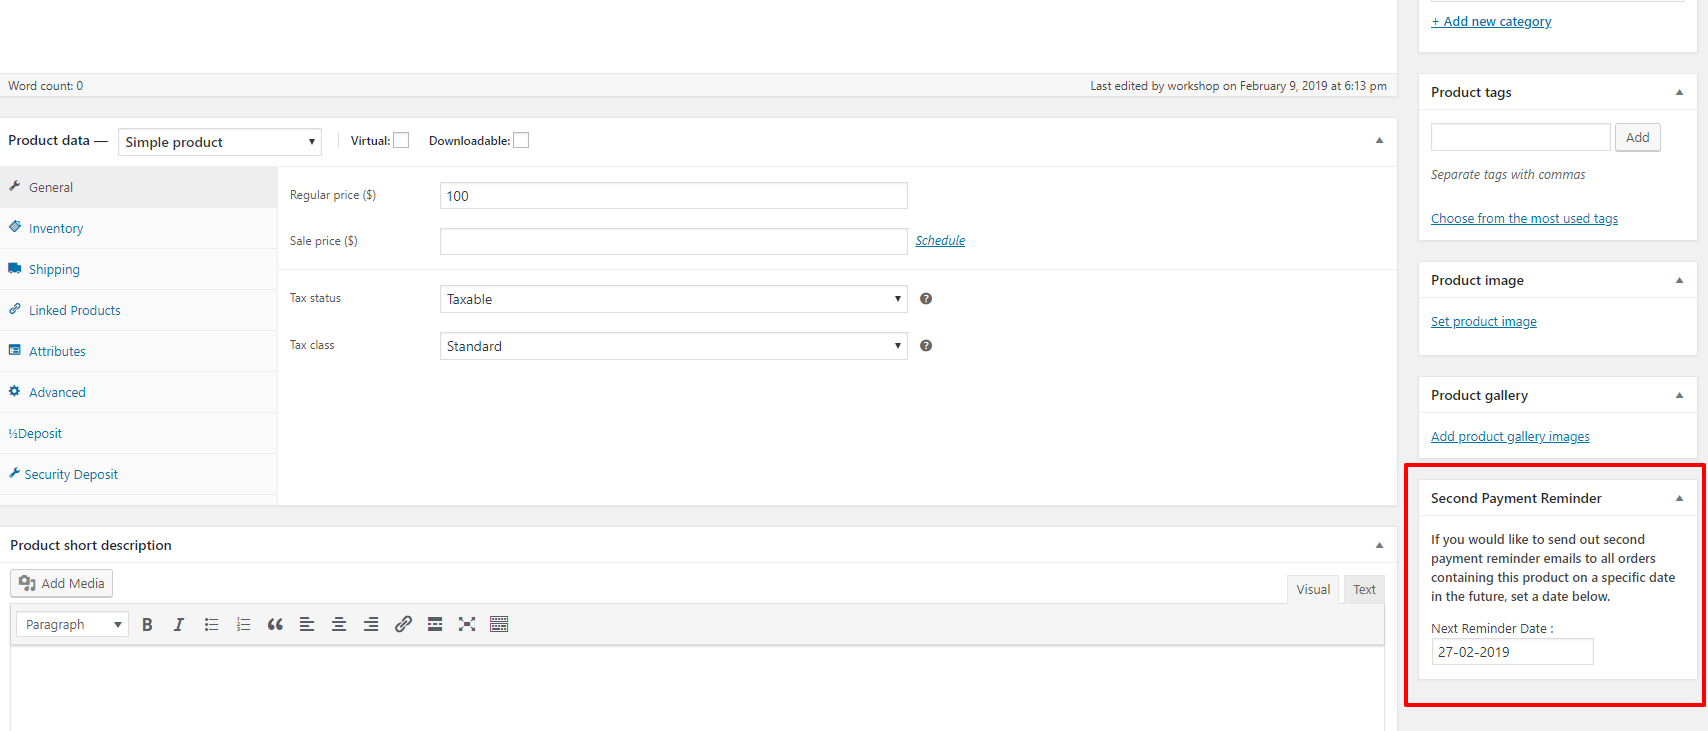 + Add new category
Word count: 0
Last edited by workshop on February 9, 2019 at 6:13 pm
Product data —
Simple product
Virtual:
Downloadable:
General
Inventory
Shipping
Linked Products
Attributes
Advanced
½Deposit
Security Deposit
Regular price ($)
100
Sale price ($)
Schedule
Tax status
Taxable
Tax class
Standard
Product short description
Add Media
Visual
Text
Paragraph
Product tags
Add
Separate tags with commas
Choose from the most used tags
Product image
Set product image
Product gallery
Add product gallery images
Second Payment Reminder
If you would like to send out second
payment reminder emails to all orders
containing this product on a specific date
in the future, set a date below.
Next Reminder Date :
27-02-2019